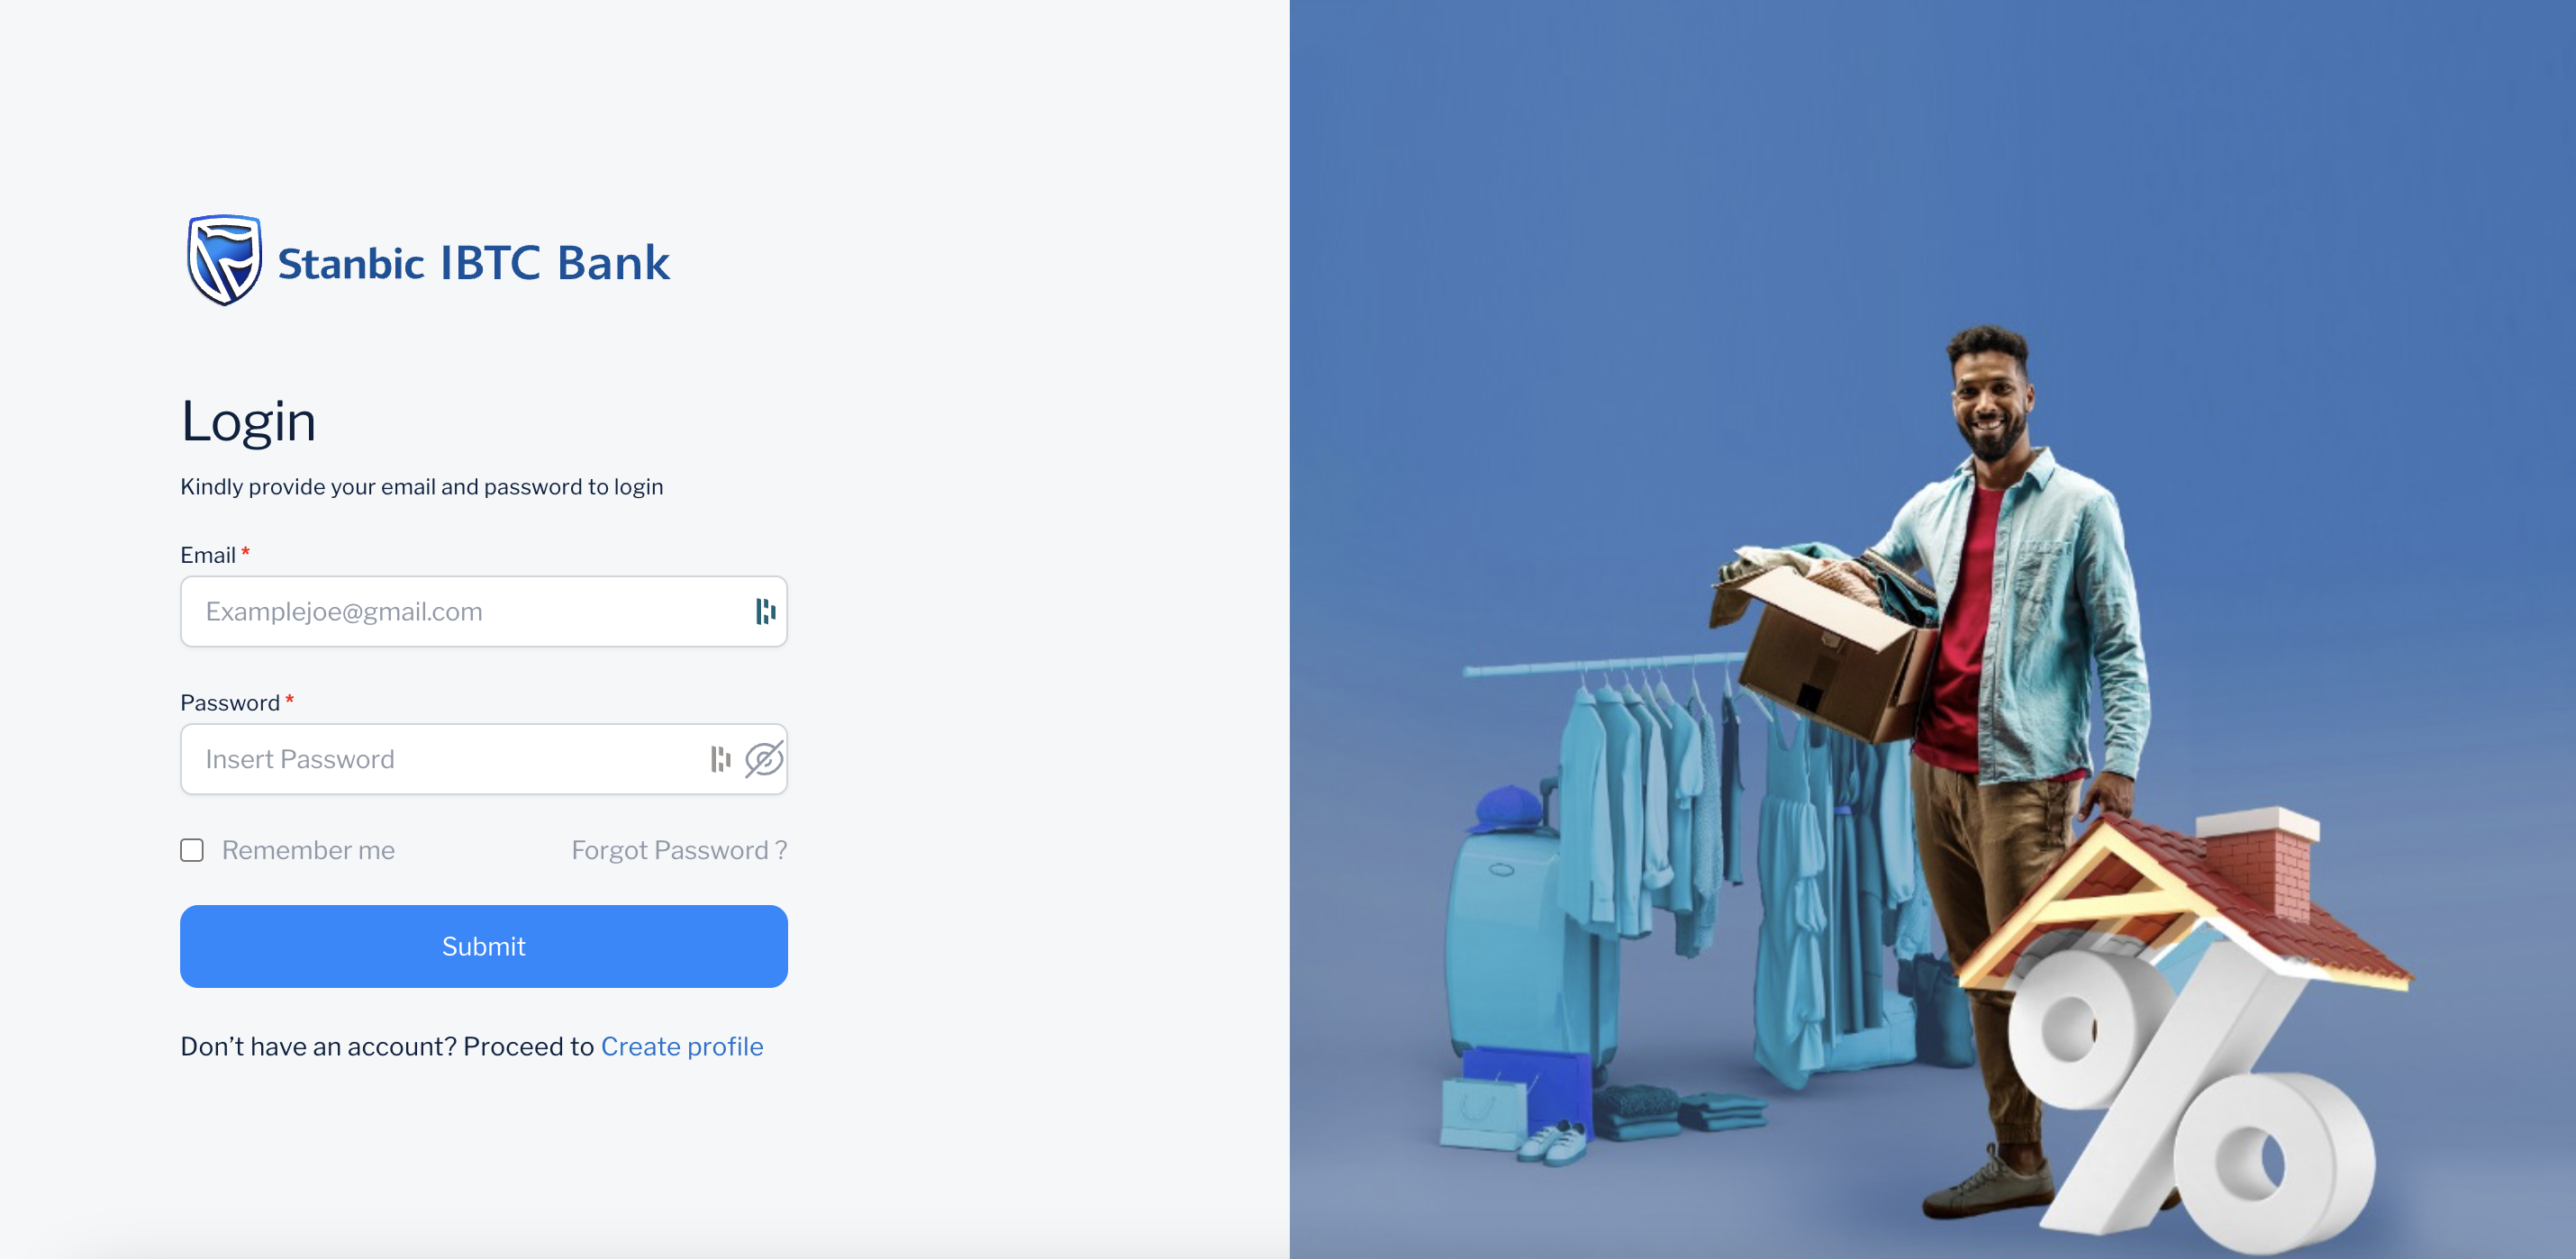 Stanbic IBTC Bank
Login
Kindly provide your email and password to login
Email *
Examplejoe@gmail.com
Password *
Insert Password
Remember me
Forgot Password ?
Submit
Don’t have an account? Proceed to Create profile
%